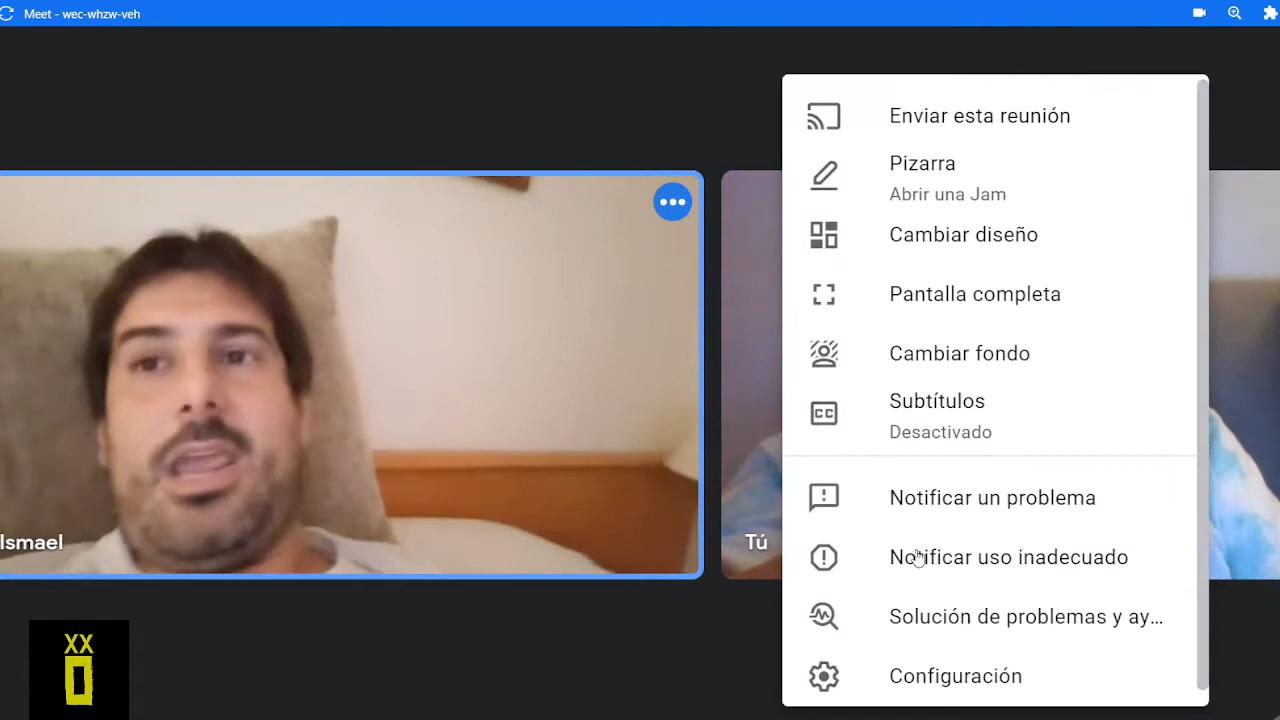 Meet - wec-whzw-veh
Enviar esta reunión
Pizarra
Abrir una Jam
Cambiar diseño
Pantalla completa
Cambiar fondo
Subtítulos
Desactivado
Notificar un problema
Notificar uso inadecuado
Solución de problemas y ay...
Configuración
Ismael
Tú
XX